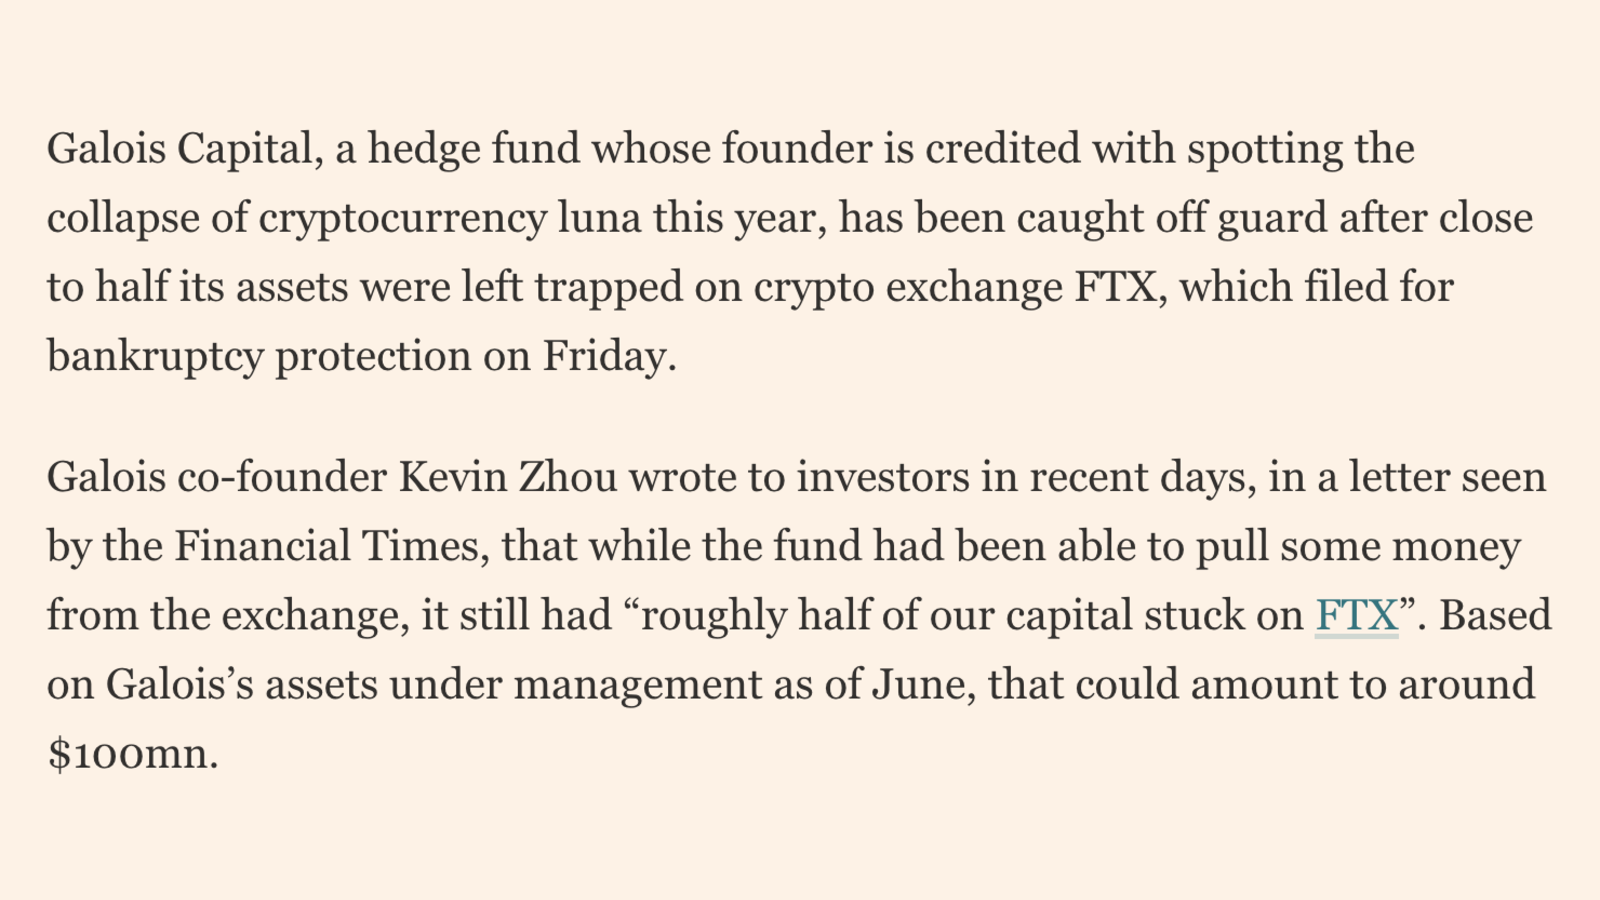 Galois Capital, a hedge fund whose founder is credited with spotting the
collapse of cryptocurrency luna this year, has been caught off guard after close
to half its assets were left trapped on crypto exchange FTX, which filed for
bankruptcy protection on Friday.
Galois co-founder Kevin Zhou wrote to investors in recent days, in a letter seen
by the Financial Times, that while the fund had been able to pull some money
from the exchange, it still had “roughly half of our capital stuck on FTX”. Based
on Galois’s assets under management as of June, that could amount to around
$100mn.